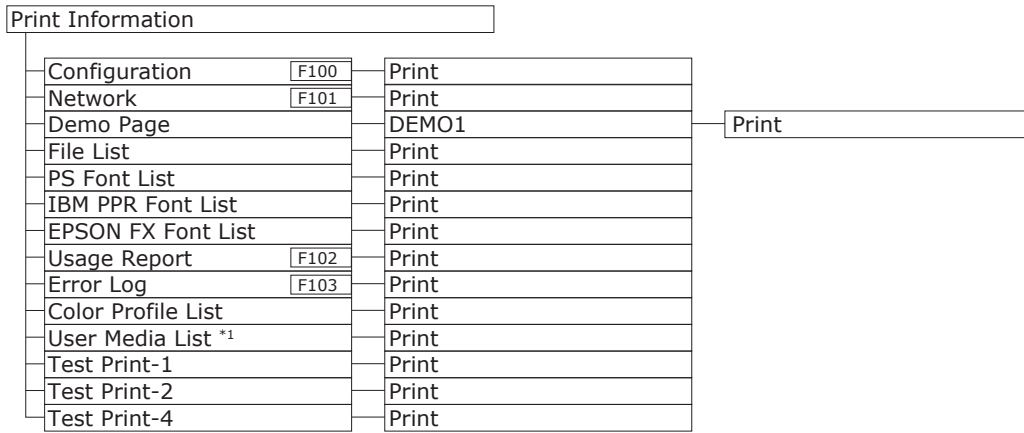 Print Information
Configuration F100 Print
Network F101 Print
Demo Page DEMO1 Print
File List Print
PS Font List Print
IBM PPR Font List Print
EPSON FX Font List Print
Usage Report F102 Print
Error Log F103 Print
Color Profile List Print
User Media List *1 Print
Test Print-1 Print
Test Print-2 Print
Test Print-4 Print